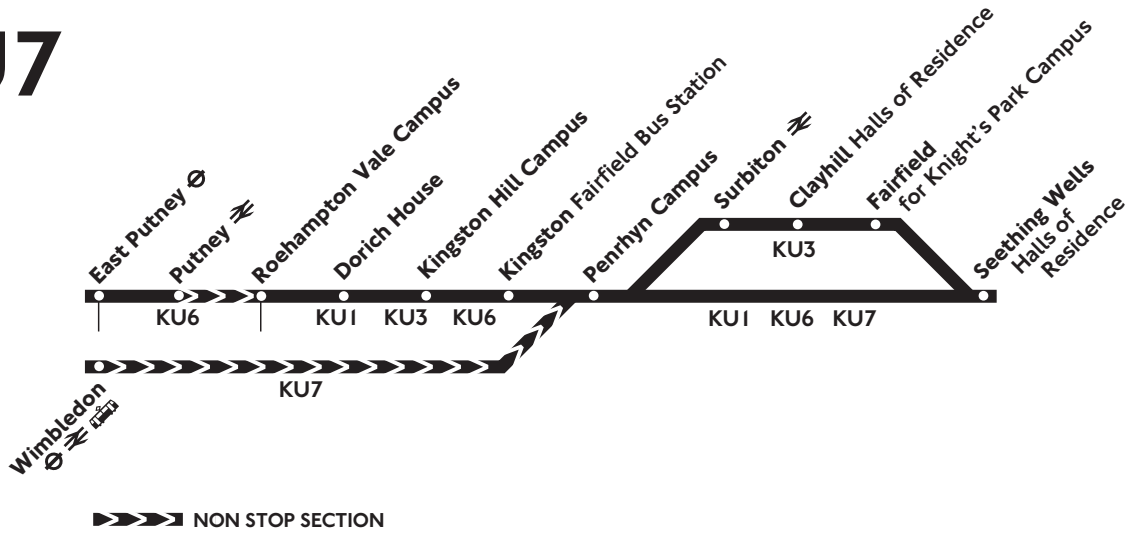 U7
East Putney
Putney
Roehampton Vale Campus
Dorich House
Kingston Hill Campus
Kingston Fairfield Bus Station
Penrhyn Campus
Surbiton
Clayhill Halls of Residence
Fairfield
for Knight's Park Campus
Seething Wells
Halls of
Residence
KU3
KU6
KU1 KU3 KU6
KU1 KU6 KU7
KU7
Wimbledon
NON STOP SECTION